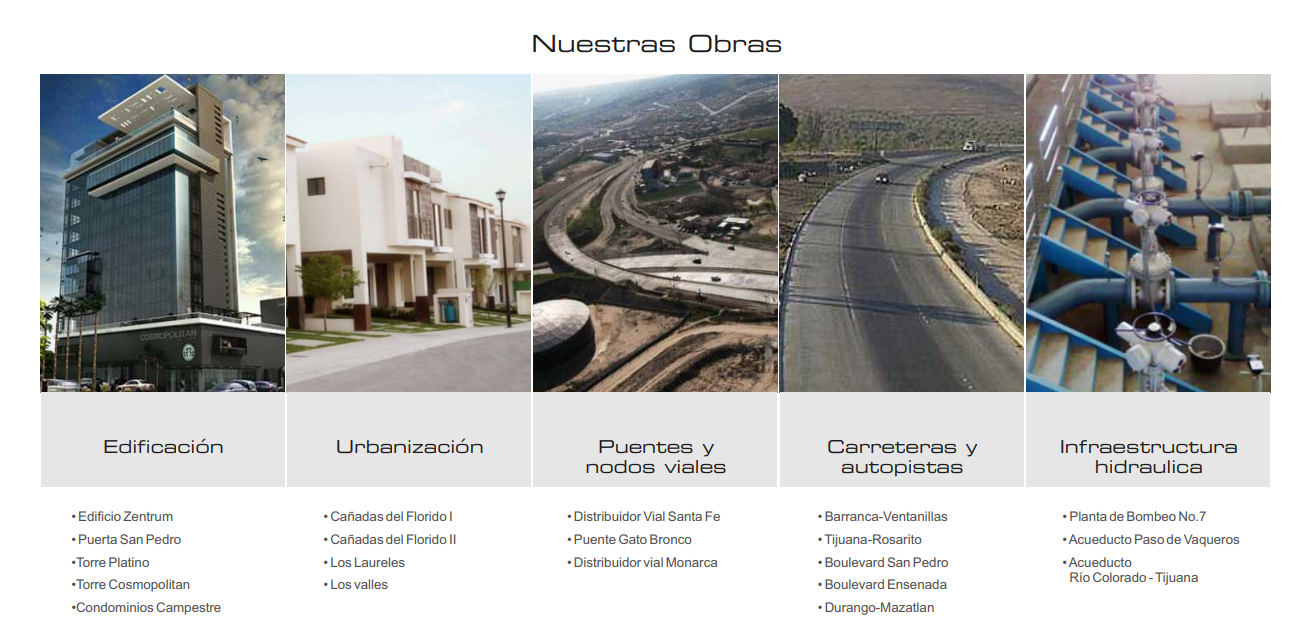 Nuestras Obras
COSMOPOLITAN
Edificación
• Edificio Zentrum
• Puerta San Pedro
•Torre Platino
•Torre Cosmopolitan
•Condominios Campestre
Urbanización
• Cañadas del Florido I
• Cañadas del Florido II
• Los Laureles
• Los valles
Puentes y
nodos viales
• Distribuidor Vial Santa Fe
• Puente Gato Bronco
• Distribuidor vial Monarca
Carreteras y
autopistas
• Barranca-Ventanillas
• Tijuana-Rosarito
• Boulevard San Pedro
• Boulevard Ensenada
• Durango-Mazatlan
Infraestructura
hidraulica
• Planta de Bombeo No.7
• Acueducto Paso de Vaqueros
• Acueducto
Río Colorado - Tijuana